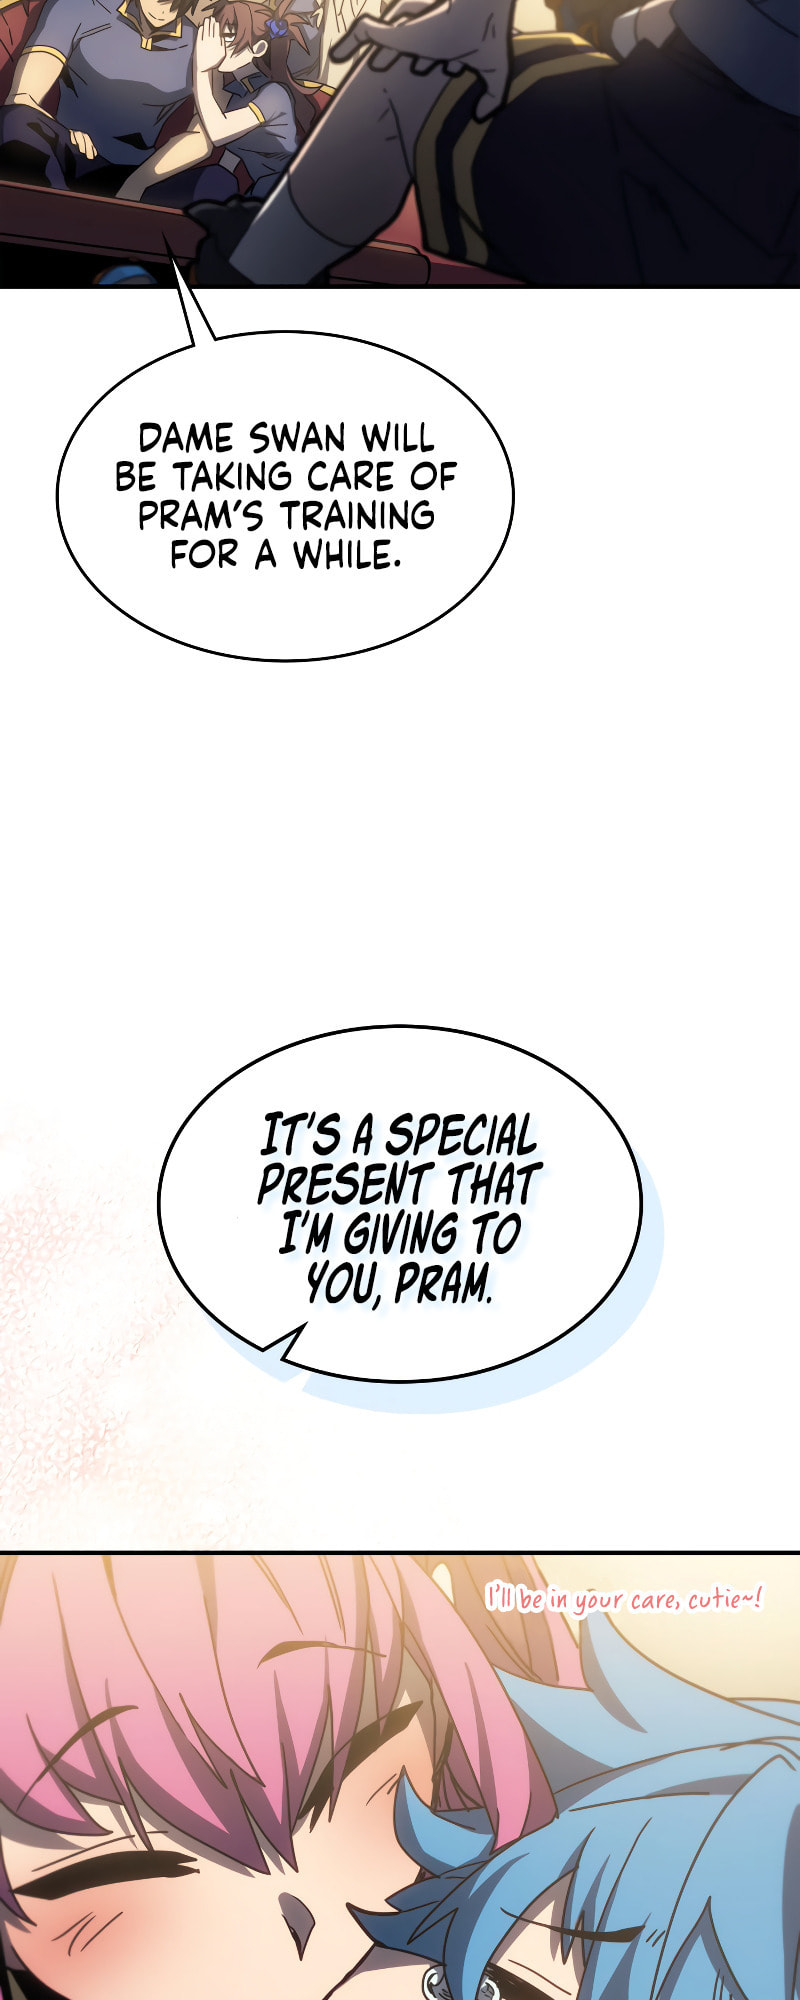 DAME SWAN WILL
BE TAKING CARE OF
PRAM'S TRAINING
FOR A WHILE.
IT'S A SPECIAL
PRESENT THAT
I'M GIVING TO
YOU, PRAM.
I'll be in your care, cutie~!